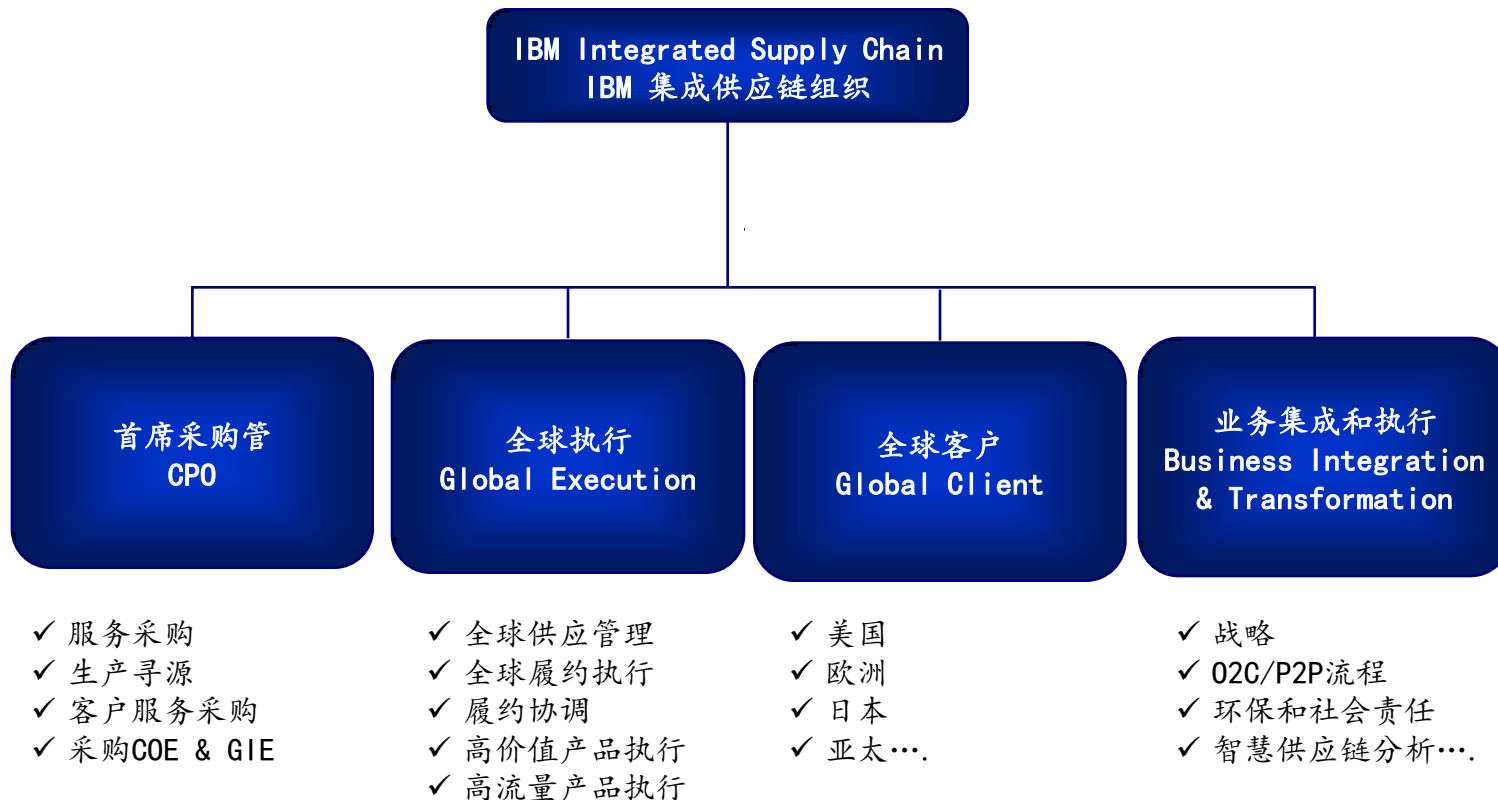 IBM Integrated Supply Chain
IBM 集成供应链组织
首席采购管
CPO
全球执行
Global Execution
全球客户
Global Client
业务集成和执行
Business Integration
& Transformation
✓ 服务采购
✓ 生产寻源
✓ 客户服务采购
✓ 采购COE & GIE
✓ 全球供应管理
✓ 全球履约执行
✓ 履约协调
✓ 高价值产品执行
✓ 高流量产品执行
✓ 美国
✓ 欧洲
✓ 日本
✓ 亚太….
✓ 战略
✓ O2C/P2P流程
✓ 环保和社会责任
✓ 智慧供应链分析….